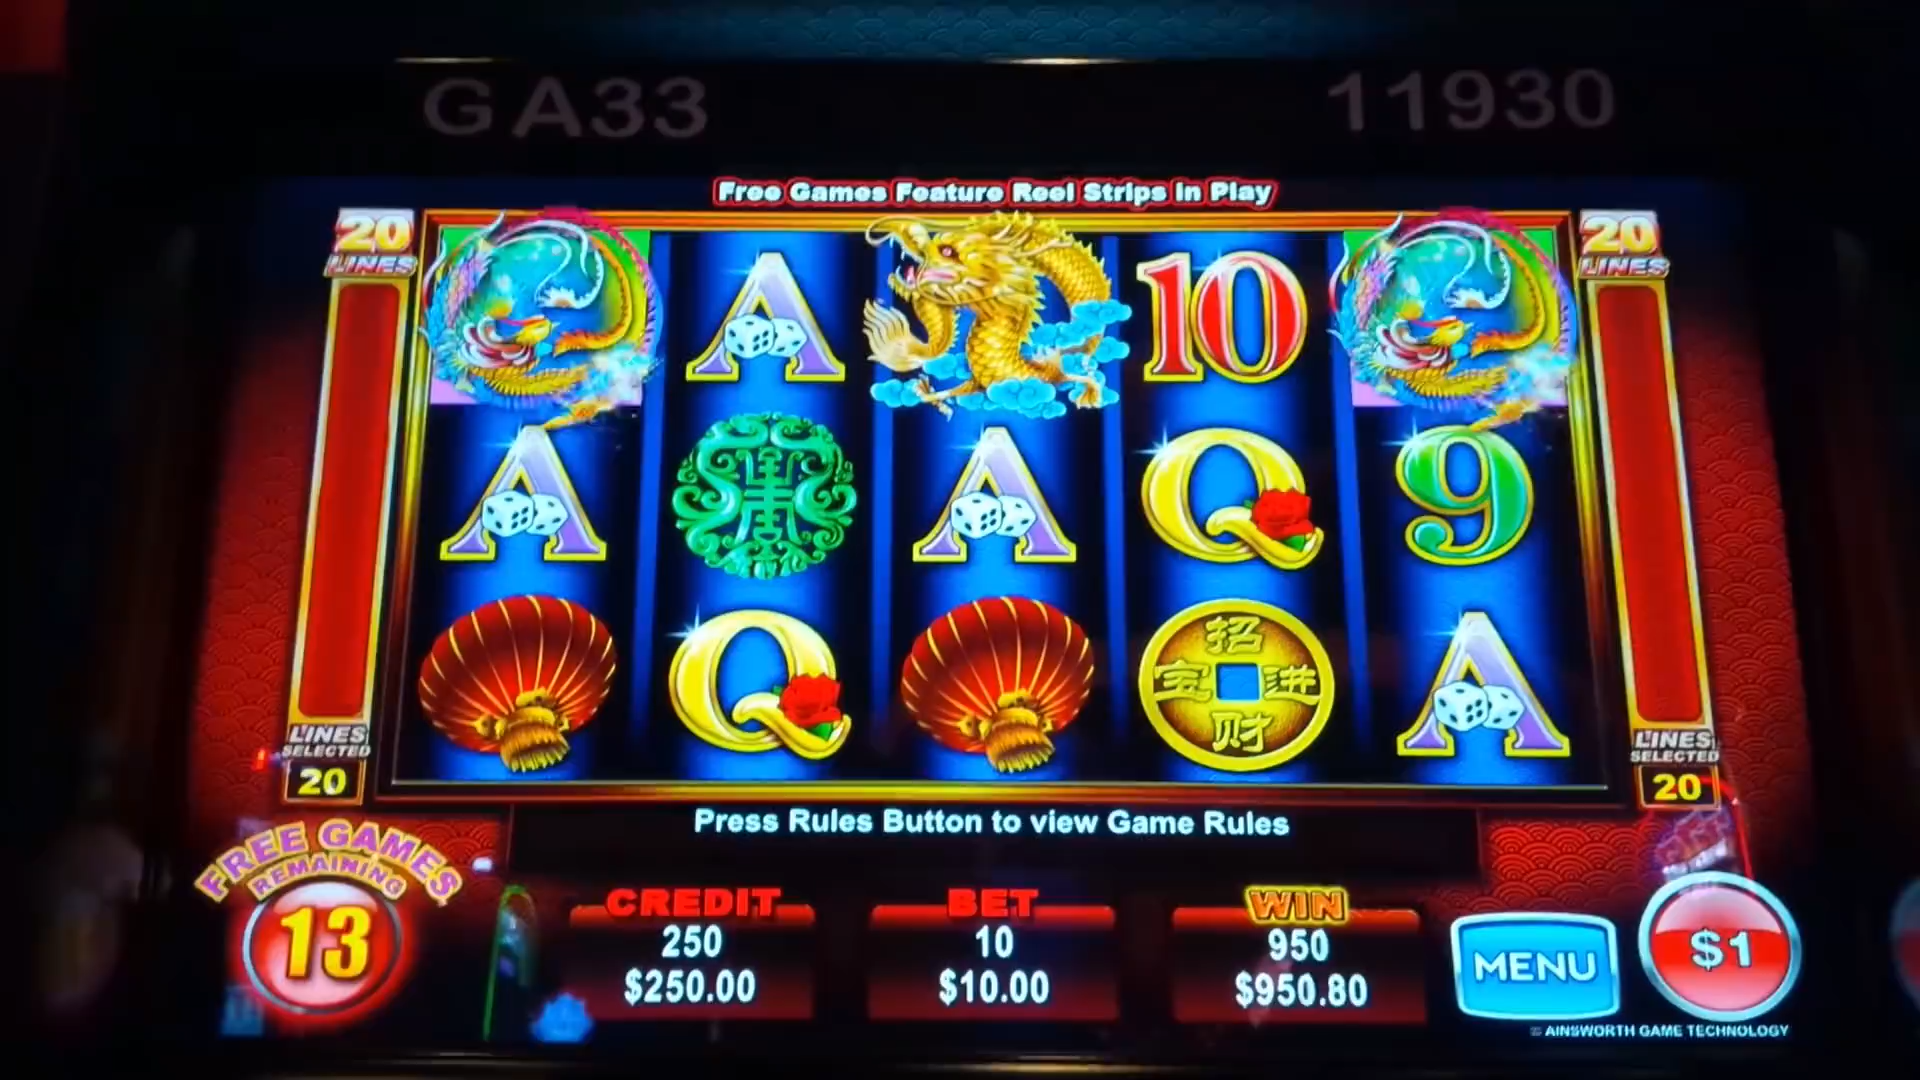 GA33 11930
Free Games Feature Reel Strips In Play
20 LINES
20 LINES
A
10
A
A
Q
9
Q
招
宝 进
财
A
LINES SELECTED
20
LINES SELECTED
20
Press Rules Button to view Game Rules
FREE GAMES
REMAINING
13
CREDIT
250
$250.00
BET
10
$10.00
WIN
950
$950.80
MENU
$1
AINSWORTH GAME TECHNOLOGY